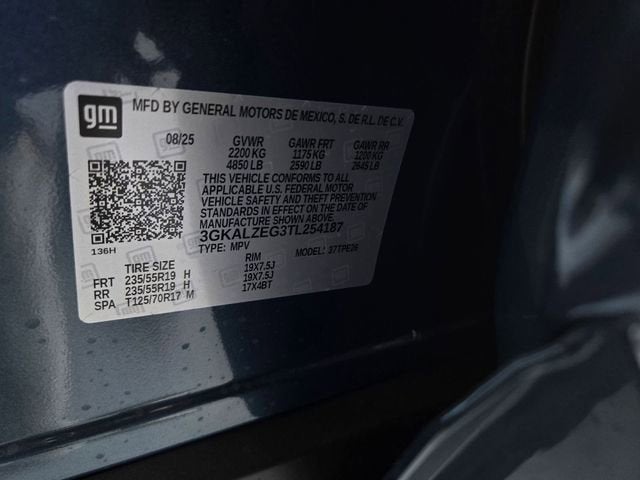 gm
MFD BY GENERAL MOTORS DE MEXICO, S. DE R.L. DE C.V.
08/25 GVWR GAWR FRT GAWR RR
2200 KG 1175 KG 1200 KG
4850 LB 2590 LB 2645 LB
THIS VEHICLE CONFORMS TO ALL
APPLICABLE U.S. FEDERAL MOTOR
VEHICLE SAFETY AND THEFT PREVENTION
STANDARDS IN EFFECT ON THE DATE OF
MANUFACTURE SHOWN ABOVE.
3GKALZEG3TL254187
TYPE: MPV MODEL: 37TPE26
136H
TIRE SIZE RIM
FRT 235/55R19 H 19X7.5J
RR 235/55R19 H 19X7.5J
SPA T125/70R17 M 17X4BT